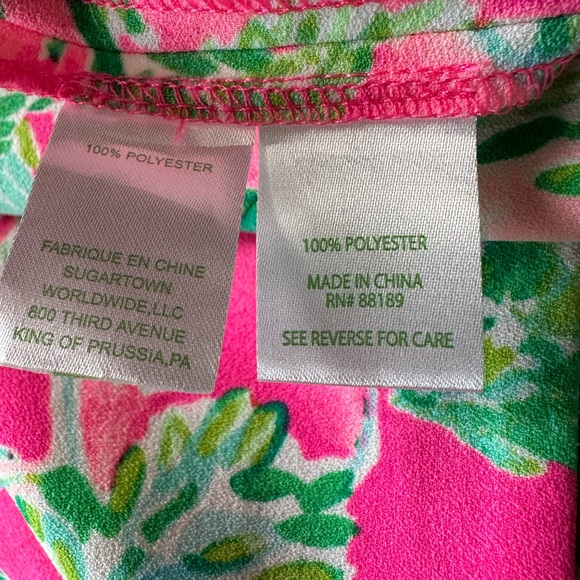 100% POLYESTER
FABRIQUE EN CHINE
SUGARTOWN
WORLDWIDE,LLC
800 THIRD AVENUE
KING OF PRUSSIA,PA
100% POLYESTER
MADE IN CHINA
RN# 88189
SEE REVERSE FOR CARE